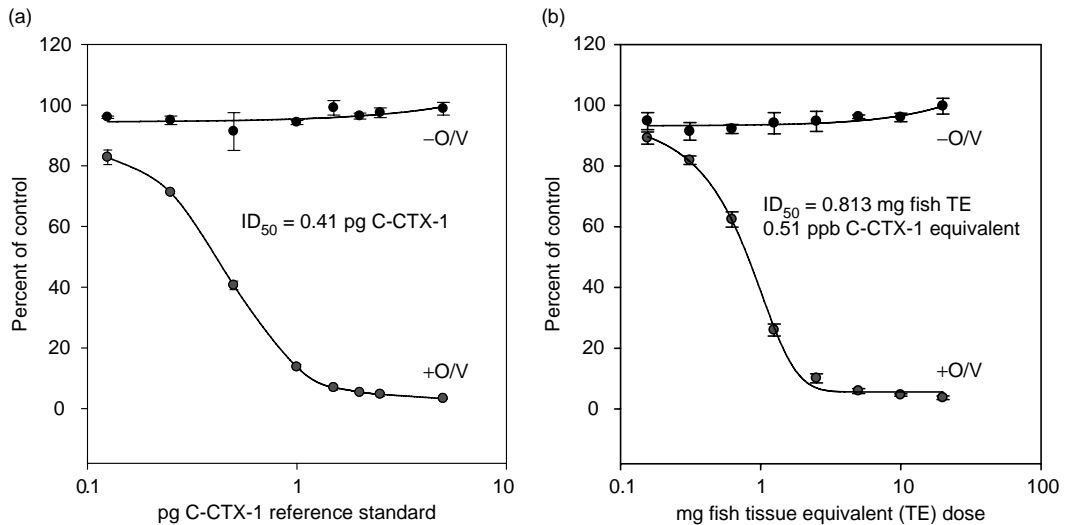 (a)
120
100
80
60
40
20
0
Percent of control
–O/V
ID50 = 0.41 pg C-CTX-1
+O/V
0.1
1
10
pg C-CTX-1 reference standard
(b)
120
100
80
60
40
20
0
Percent of control
–O/V
ID50 = 0.813 mg fish TE
0.51 ppb C-CTX-1 equivalent
+O/V
0.1
1
10
100
mg fish tissue equivalent (TE) dose